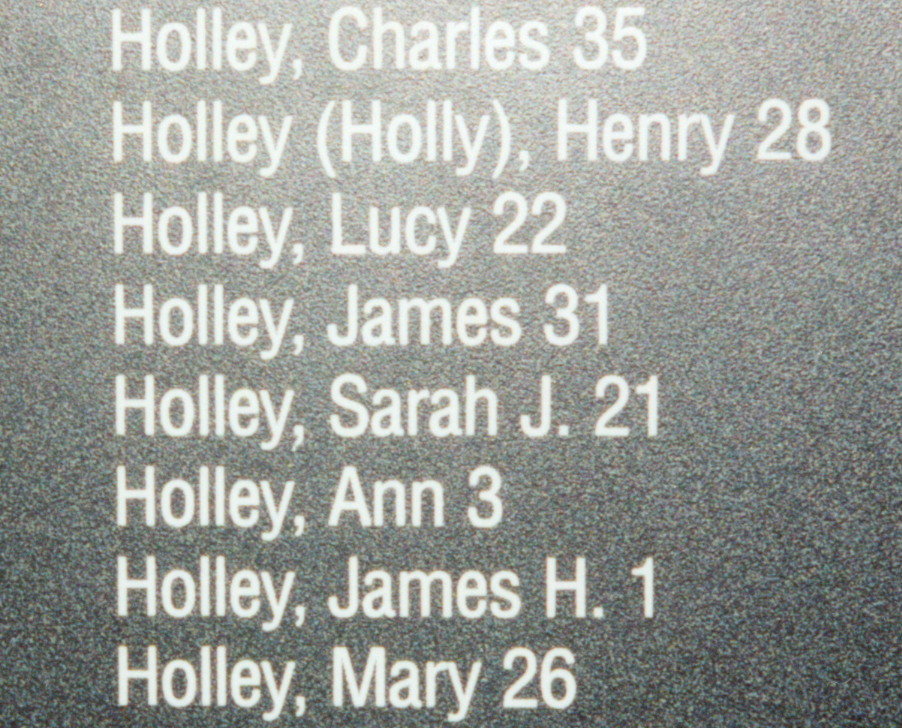 Holley, Charles 35
Holley (Holly), Henry 28
Holley, Lucy 22
Holley, James 31
Holley, Sarah J. 21
Holley, Ann 3
Holley, James H. 1
Holley, Mary 26